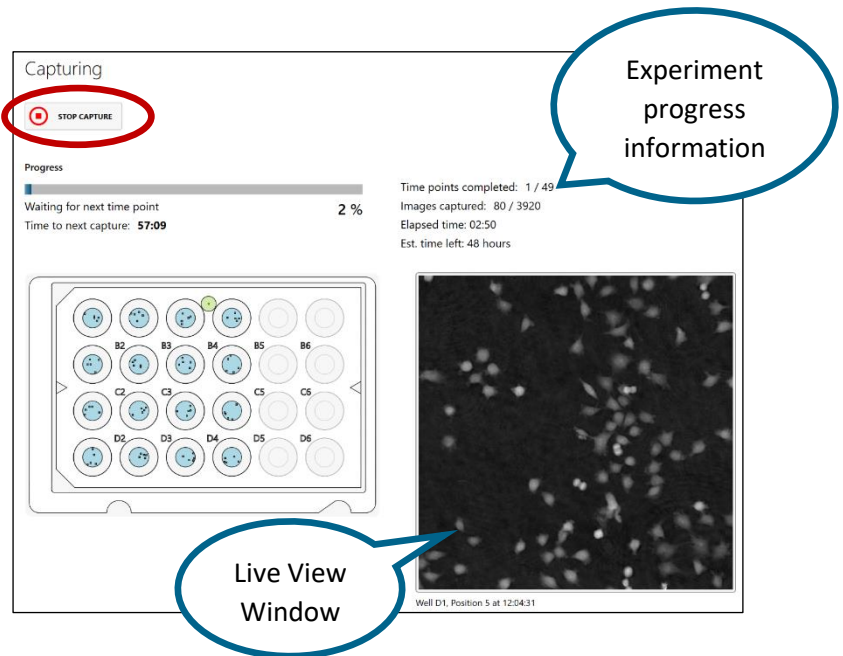 Capturing
STOP CAPTURE
Progress
Waiting for next time point
2 %
Time to next capture: 57:09
Experiment
progress
information
Time points completed: 1 / 49
Images captured: 80 / 3920
Elapsed time: 02:50
Est. time left: 48 hours
B2 B3 B4 B5 B6
C2 C3 C5 C6
D2 D3 D4 D5 D6
Live View
Window
Well D1, Position 5 at 12:04:31